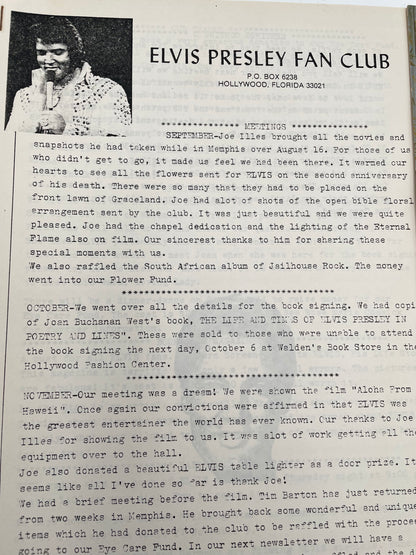 ELVIS PRESLEY FAN CLUB
P.O. BOX 6238
HOLLYWOOD, FLORIDA 33021
******************* MEETINGS *******************
SEPTEMBER-Joe Illes brought all the movies and
snapshots he had taken while in Memphis over August 16. For those of us
who didn't get to go, it made us feel we had been there. It warmed our
hearts to see all the flowers sent for ELVIS on the second anniversary
of his death. There were so many that they had to be placed on the
front lawn of Graceland. Joe had alot of shots of the open bible floral
arrangement sent by the club. It was just beautiful and we were quite
pleased. Joe had the chapel dedication and the lighting of the Eternal
Flame also on film. Our sincerest thanks to him for sharing these
special moments with us.
We also raffled the South African album of Jailhouse Rock. The money
went into our Flower Fund.
********************************
OCTOBER-We went over all the details for the book signing. We had copi
of Joan Buchanan West's book, THE LIFE AND TIMES OF ELVIS PRESLEY IN
POETRY AND LINES". These were sold to those who were unable to attend
the book signing the next day, October 6 at Walden's Book Store in the
Hollywood Fashion Center.
********************************
NOVEMBER-Our meeting was a dream! We were shown the film "Aloha From
Hawaii". Once again our convictions were affirmed in that ELVIS was
the greatest entertainer the world has ever known. Our thanks to Joe
Illes for showing the film to us. It was alot of work getting all the
equipment over to the hall.
Joe also donated a beautiful ELVIS table lighter as a door prize. It
seems like all I've done so far is thank Joe!
We had a brief meeting before the film. Tim Barton has just returned
from two weeks in Memphis. He brought back some wonderful and unique
items which he had donated to the club to be raffled with the proce
going to our Eye Care Fund. In our next newsletter we will have a